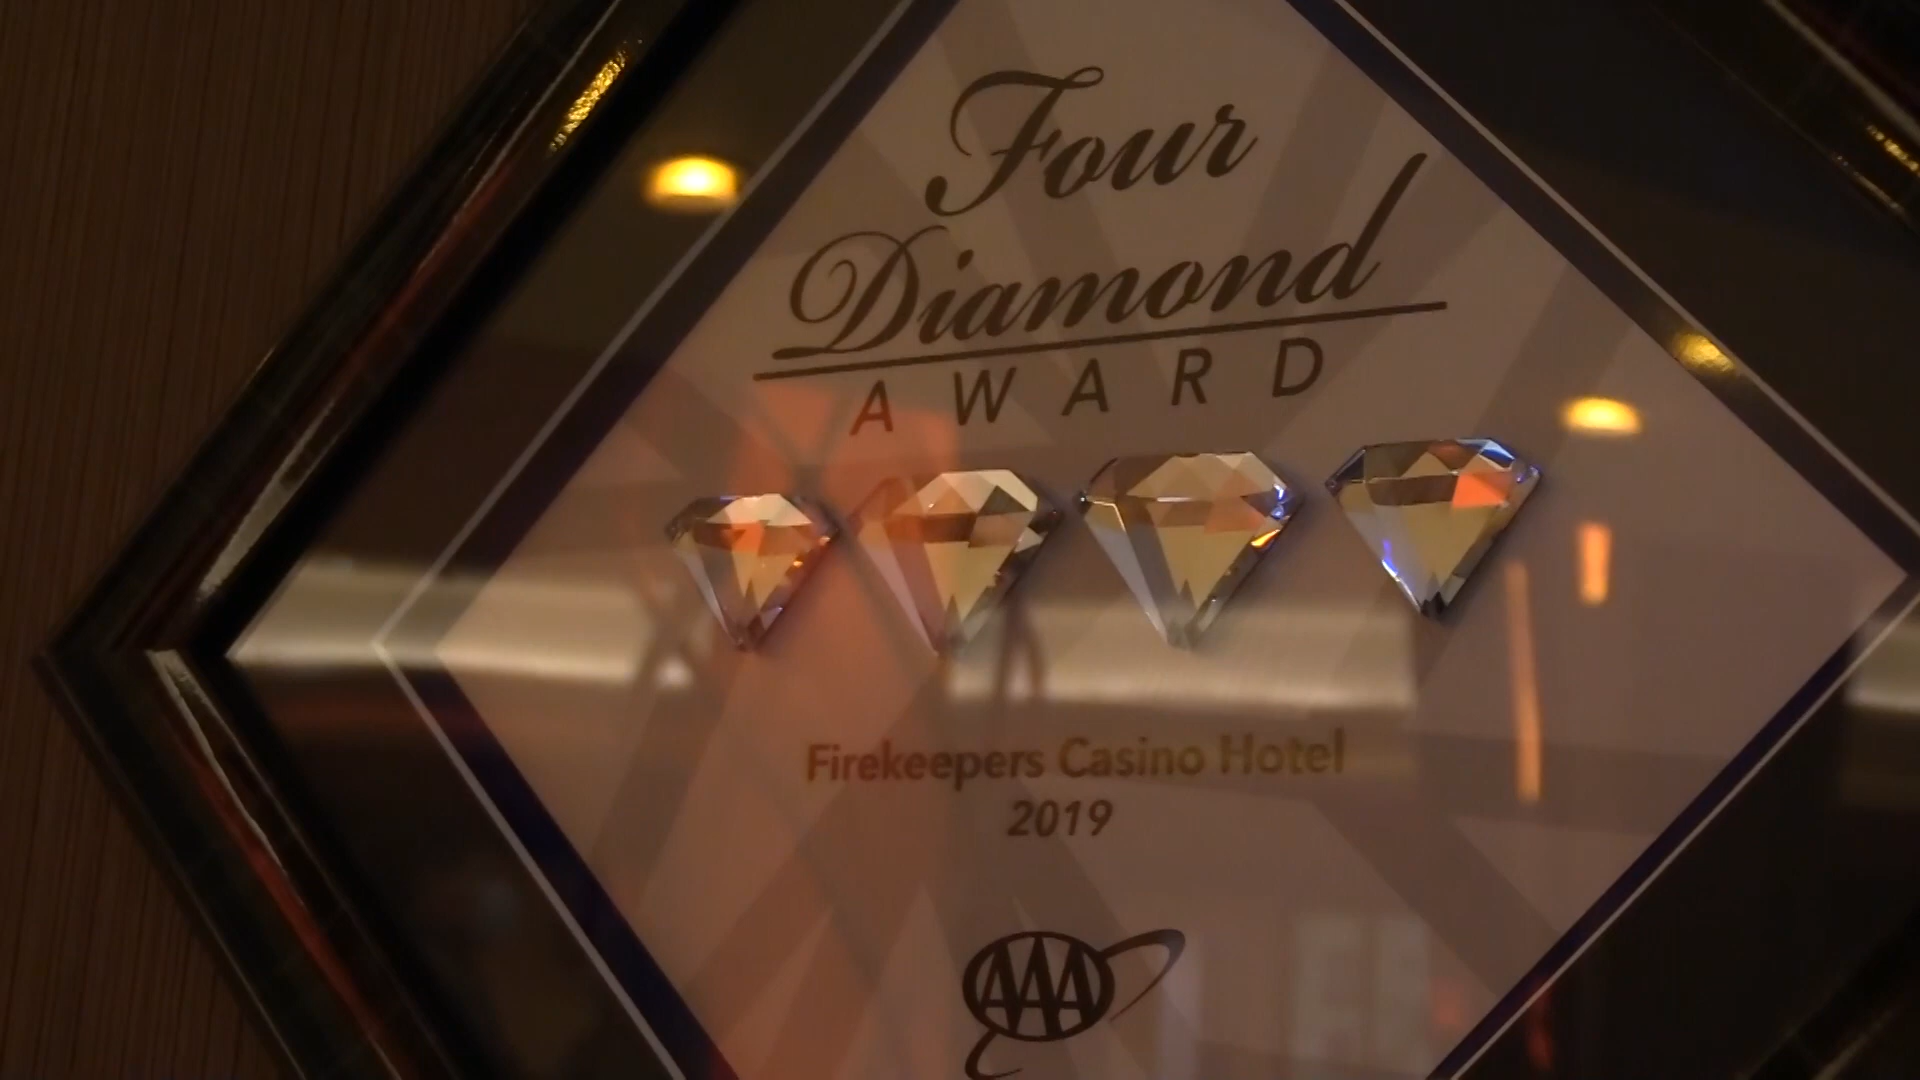 Four
Diamond
AWARD
Firekeepers Casino Hotel
2019
AAA